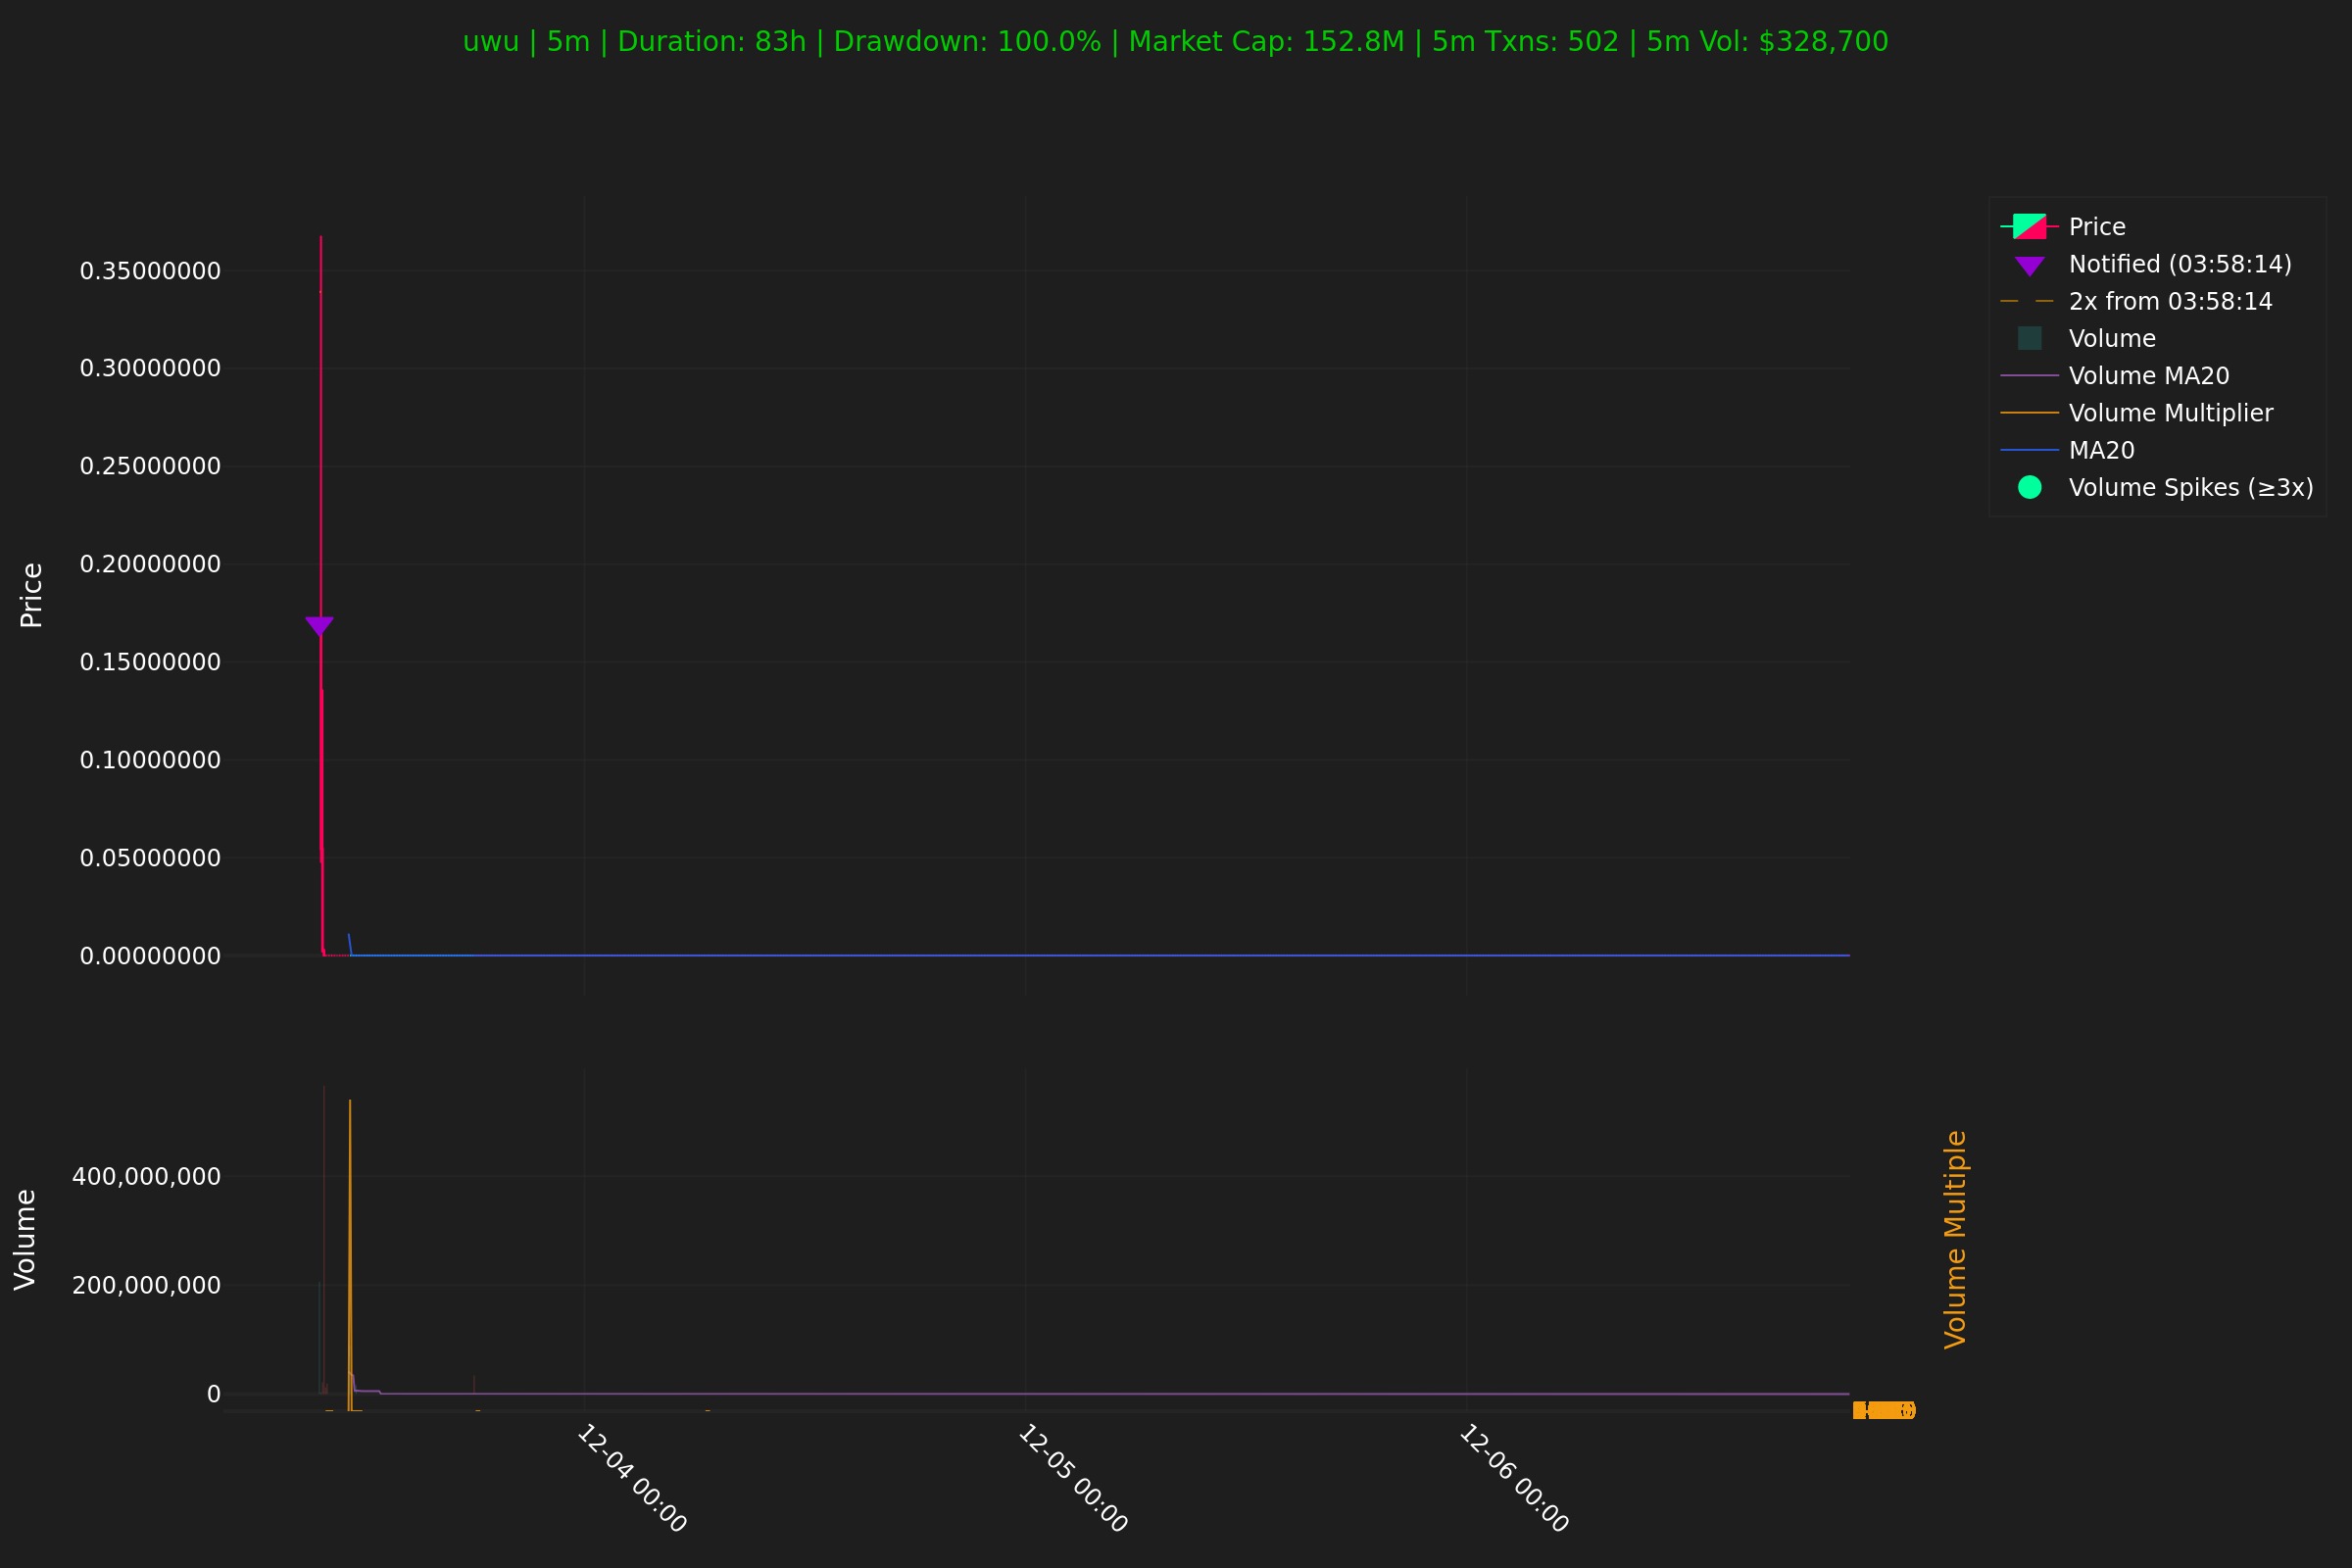 uwu | 5m | Duration: 83h | Drawdown: 100.0% | Market Cap: 152.8M | 5m Txns: 502 | 5m Vol: $328,700
Price
0.35000000
0.30000000
0.25000000
0.20000000
0.15000000
0.10000000
0.05000000
0.00000000
Price
Notified (03:58:14)
2x from 03:58:14
Volume
Volume MA20
Volume Multiplier
MA20
Volume Spikes (≥3x)
Volume
400,000,000
200,000,000
0
Volume Multiple
12-04 00:00
12-05 00:00
12-06 00:00